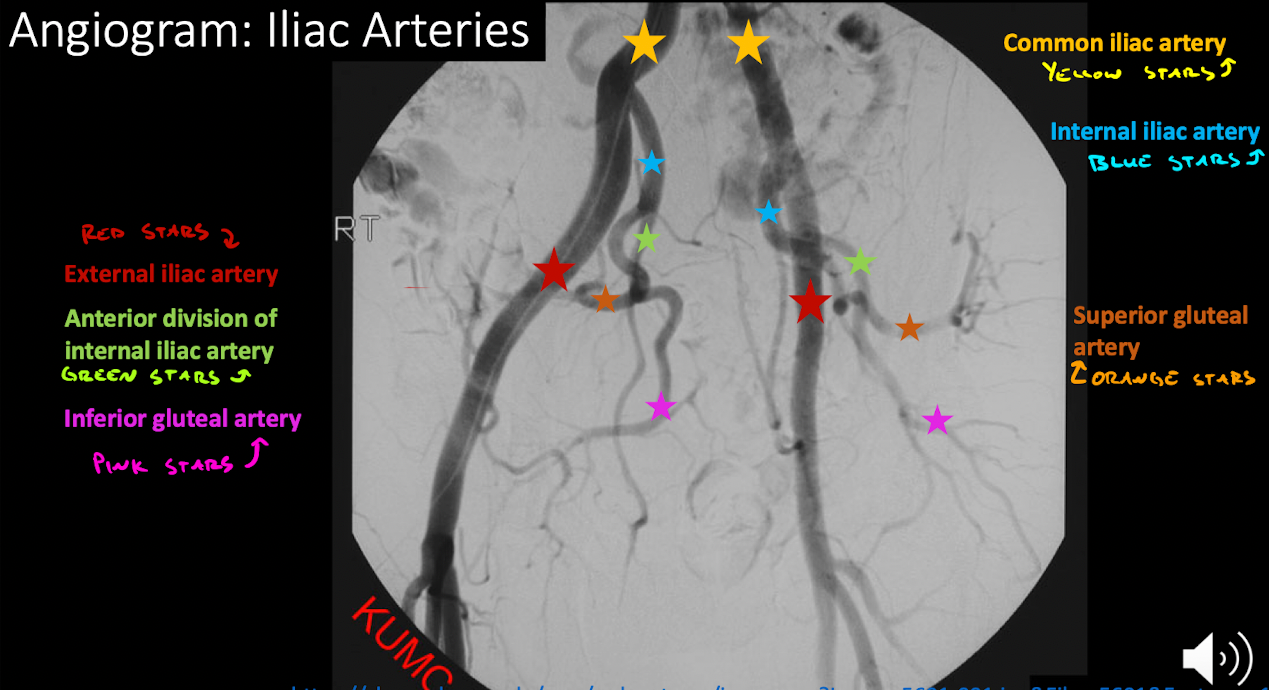 Angiogram: Iliac Arteries
Common iliac artery
YELLOW STARS
Internal iliac artery
BLUE STARS
RT
RED STARS
External iliac artery
Anterior division of
internal iliac artery
GREEN STARS
Inferior gluteal artery
PINK STARS
Superior gluteal
artery
ORANGE STARS
KUMC